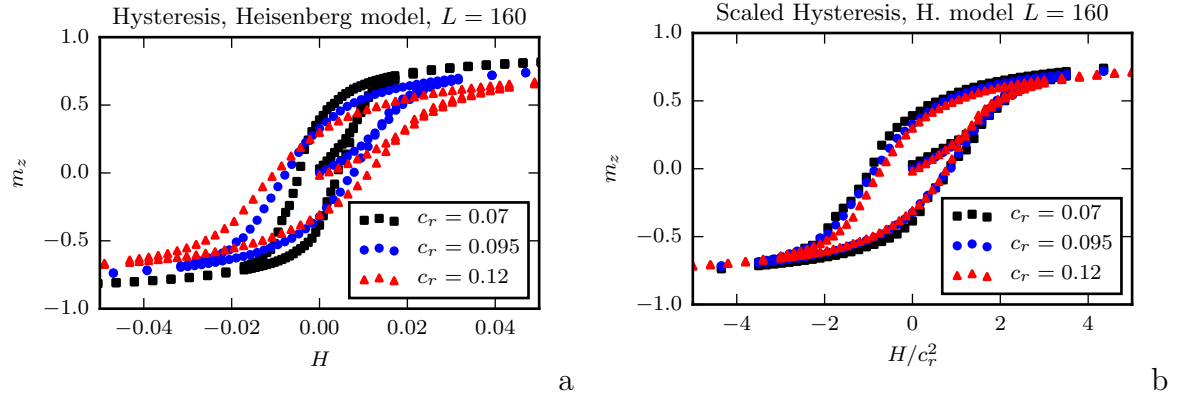 Hysteresis, Heisenberg model, L = 160
1.0
0.5
0.0
−0.5
−1.0
m_z
−0.04 −0.02 0.00 0.02 0.04
H
c_r = 0.07
c_r = 0.095
c_r = 0.12
a
Scaled Hysteresis, H. model L = 160
1.0
0.5
0.0
−0.5
−1.0
m_z
−4 −2 0 2 4
H/c_r^2
c_r = 0.07
c_r = 0.095
c_r = 0.12
b